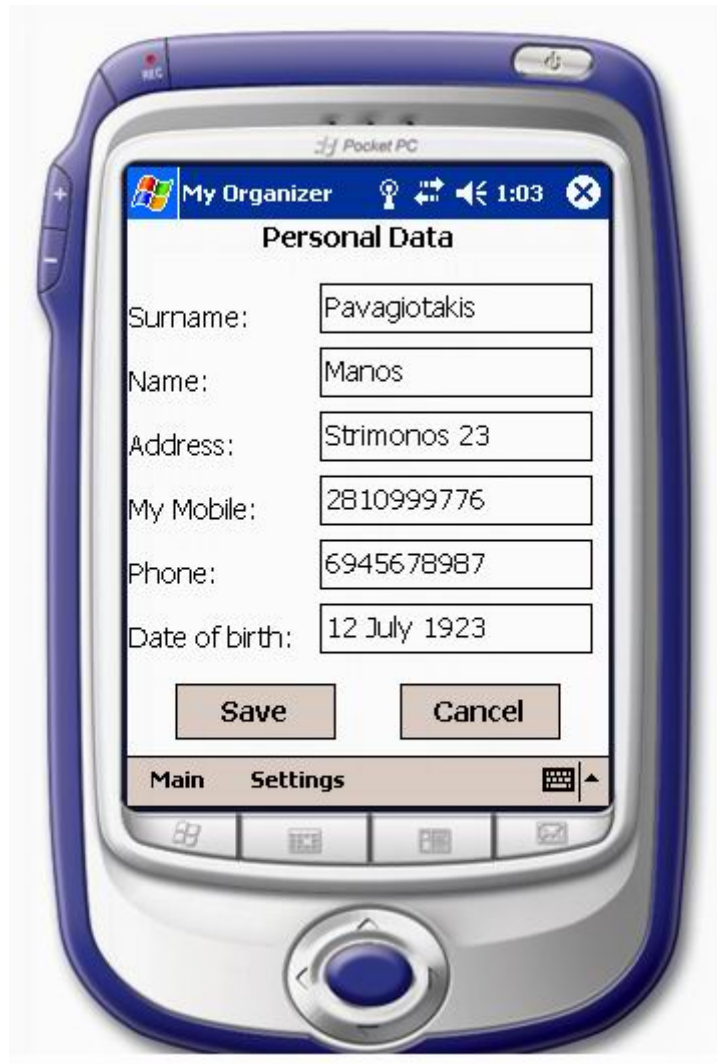 REC
Pocket PC
My Organizer 1:03
Personal Data
Surname: Pavagiotakis
Name: Manos
Address: Strimonos 23
My Mobile: 2810999776
Phone: 6945678987
Date of birth: 12 July 1923
Save Cancel
Main Settings